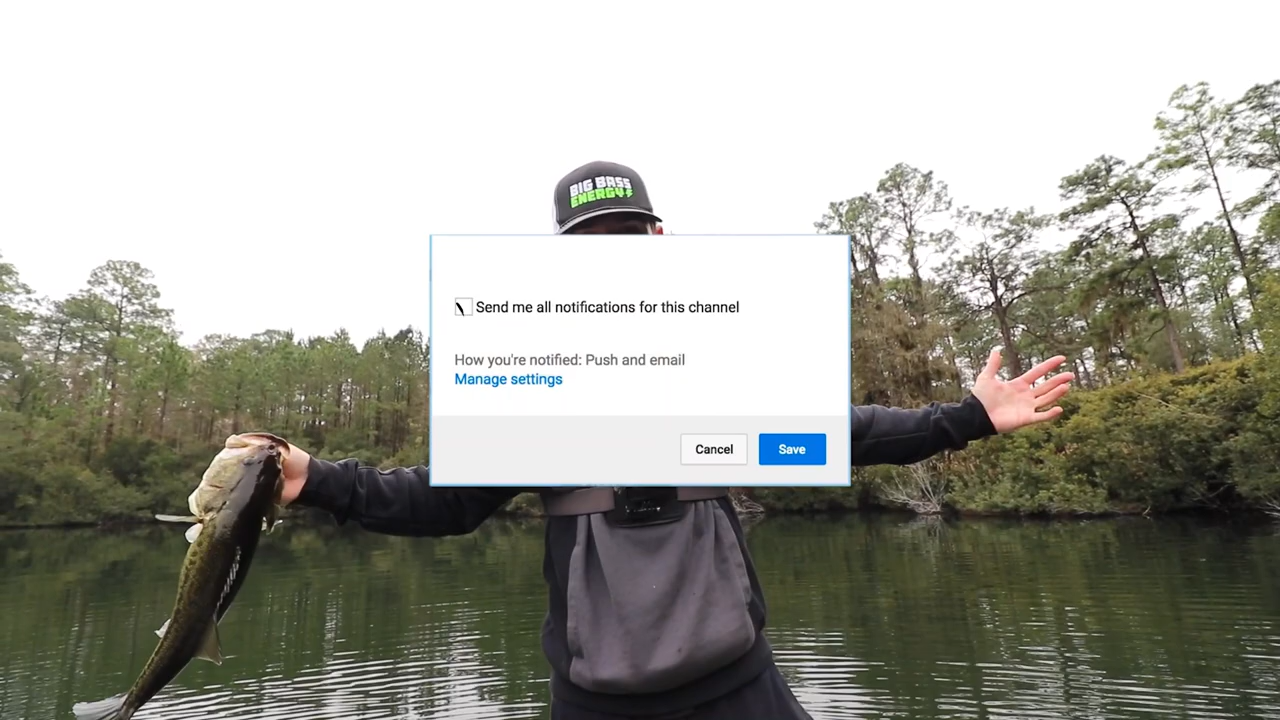 BIG BASS
ENERGY
Send me all notifications for this channel
How you're notified: Push and email
Manage settings
Cancel
Save